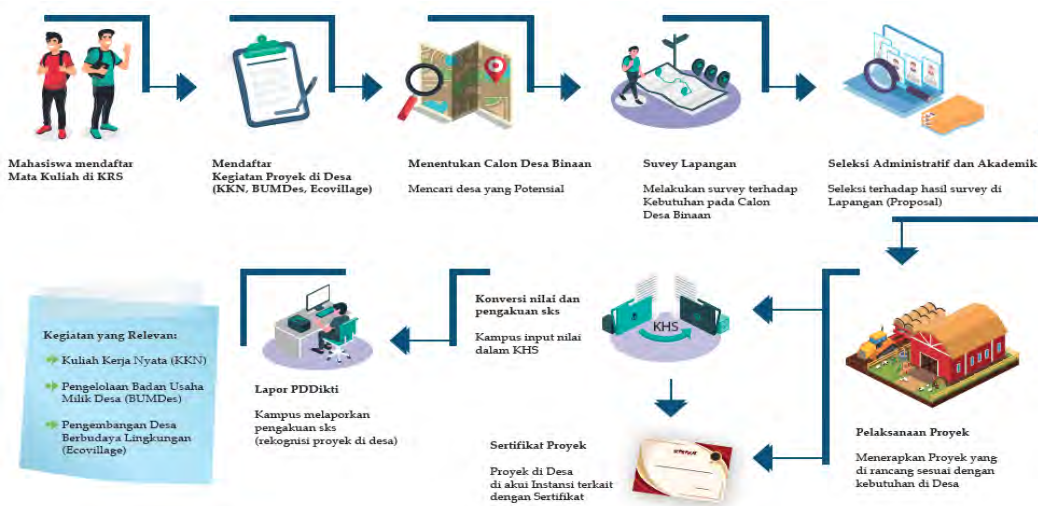 Mahasiswa mendaftar
Mata Kuliah di KRS
Mendaftar
Kegiatan Proyek di Desa
(KKN, BUMDes, Ecovillage)
Menentukan Calon Desa Binaan
Mencari desa yang Potensial
Suvey Lapangan
Melakukan survey terhadap
Kebutuhan pada Calon
Desa Binaan
Seleksi Administratif dan Akademik
Seleksi terhadap hasil survey di
Lapangan (Proposal)
Pelaksanaan Proyek
Menerapkan Proyek yang
di rancang sesuai dengan
kebutuhan di Desa
KHS
Konversi nilai dan
pengakuan sks
Kampus input nilai
dalam KHS
Sertifikat Proyek
Proyek di Desa
di akui Instansi terkait
dengan Sertifikat
Lapor PDDikti
Kampus melaporkan
pengakuan sks
(rekognisi proyek di desa)
Kegiatan yang Relevan:
Kuliah Kerja Nyata (KKN)
Pengelolaan Badan Usaha
Milik Desa (BUMDes)
Pengembangan Desa
Berbudaya Lingkungan
(Ecovillage)